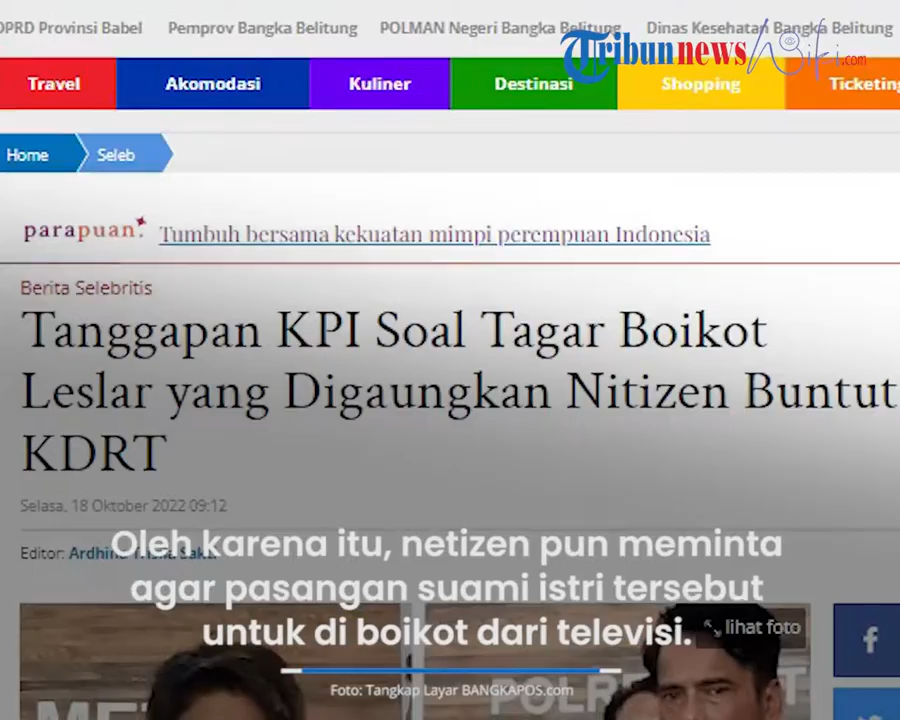 DPRD Provinsi Babel Pemprov Bangka Belitung POLMAN Negeri Bangka Belitung Dinas Kesehatan Bangka Belitung
Tribunnews Wiki.com
Travel Akomodasi Kuliner Destinasi Shopping Ticketing
Home Seleb
parapuan. Tumbuh bersama kekuatan mimpi perempuan Indonesia
Berita Selebritis
Tanggapan KPI Soal Tagar Boikot
Leslar yang Digaungkan Nitizen Buntut
KDRT
Selasa, 18 Oktober 2022 09:12
Editor: Ardhina
Oleh karena itu, netizen pun meminta
agar pasangan suami istri tersebut
untuk di boikot dari televisi.
lihat foto
Foto: Tangkap Layar BANGKAPOS.com